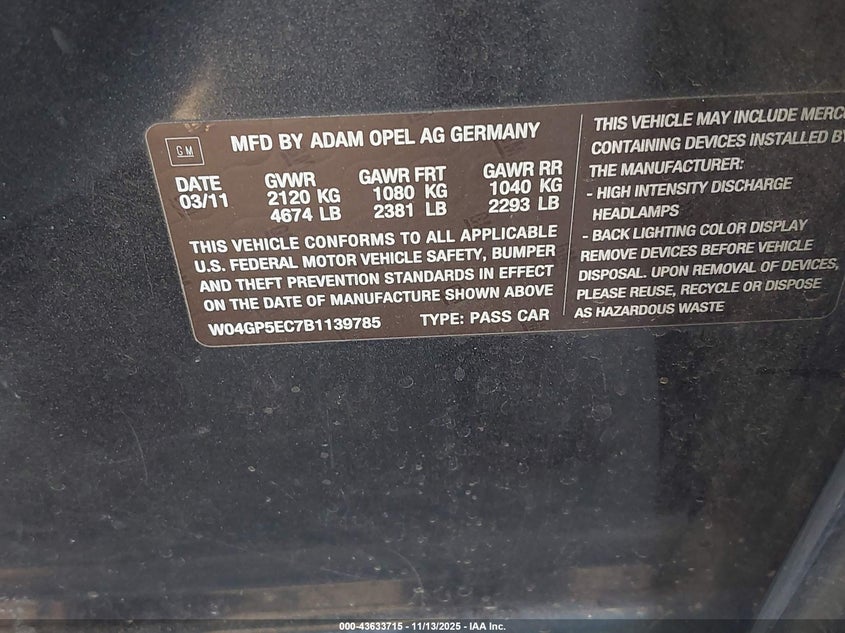 GM
MFD BY ADAM OPEL AG GERMANY
DATE
03/11
GVWR
2120 KG
4674 LB
GAWR FRT
1080 KG
2381 LB
GAWR RR
1040 KG
2293 LB
THIS VEHICLE CONFORMS TO ALL APPLICABLE
U.S. FEDERAL MOTOR VEHICLE SAFETY, BUMPER
AND THEFT PREVENTION STANDARDS IN EFFECT
ON THE DATE OF MANUFACTURE SHOWN ABOVE
W04GP5EC7B1139785 TYPE: PASS CAR
THIS VEHICLE MAY INCLUDE MERC
CONTAINING DEVICES INSTALLED BY
THE MANUFACTURER:
- HIGH INTENSITY DISCHARGE
HEADLAMPS
- BACK LIGHTING COLOR DISPLAY
REMOVE DEVICES BEFORE VEHICLE
DISPOSAL. UPON REMOVAL OF DEVICES,
PLEASE REUSE, RECYCLE OR DISPOSE
AS HAZARDOUS WASTE
000-43633715 - 11/13/2025 - IAA Inc.